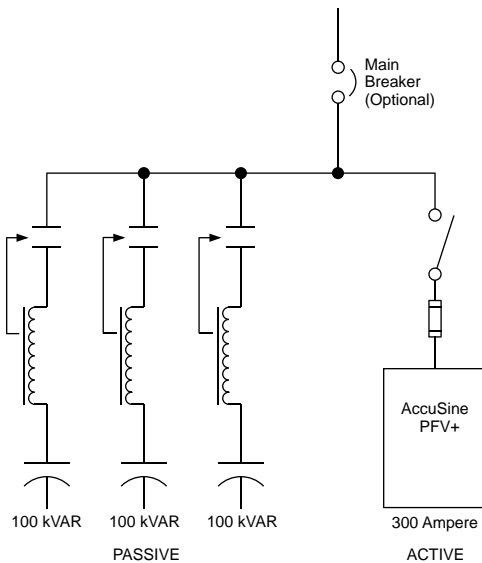 Main
Breaker
(Optional)
AccuSine
PFV+
100 kVAR 100 kVAR 100 kVAR 300 Ampere
PASSIVE ACTIVE